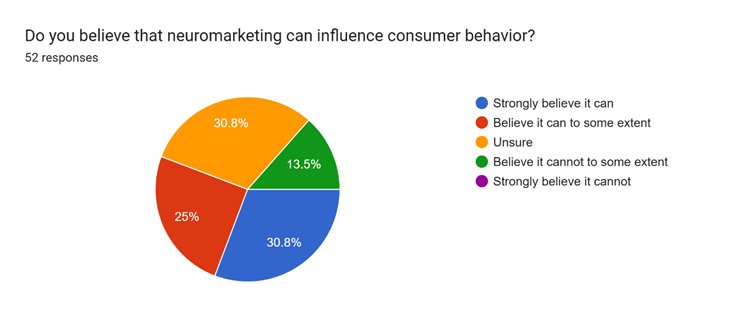 Do you believe that neuromarketing can influence consumer behavior?
52 responses
30.8%
13.5%
25%
30.8%
Strongly believe it can
Believe it can to some extent
Unsure
Believe it cannot to some extent
Strongly believe it cannot